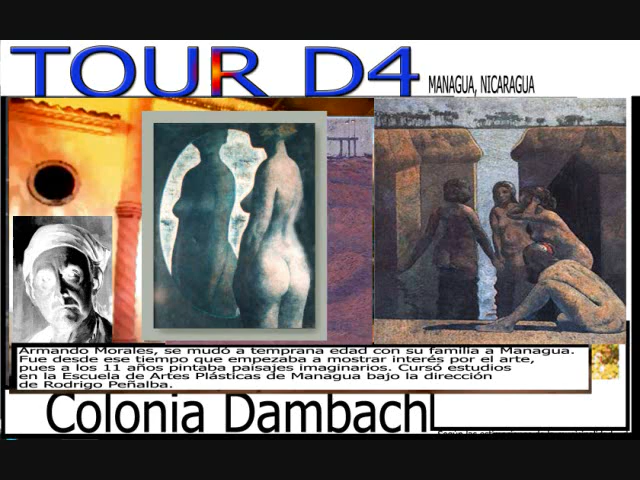 TOUR D4
MANAGUA, NICARAGUA
Armando Morales, se mudó a temprana edad con su familia a Managua.
Fue desde ese tiempo que empezaba a mostrar interés por el arte,
pues a los 11 años pintaba paisajes imaginarios. Cursó estudios
en la Escuela de Artes Plásticas de Managua bajo la dirección
de Rodrigo Peñalba.
Colonia Dambach